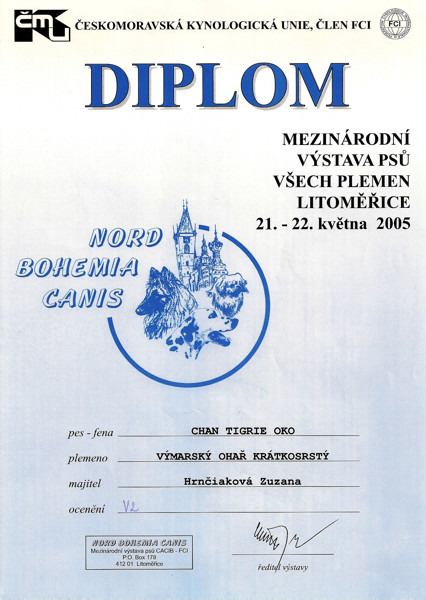 ČMKU
ČESKOMORAVSKÁ KYNOLOGICKÁ UNIE, ČLEN FCI
FCI
DIPLOM
MEZINÁRODNÍ
VÝSTAVA PSŮ
VŠECH PLEMEN
LITOMĚŘICE
21. - 22. května 2005
NORD
BOHEMIA
CANIS
pes - fena CHAN TIGRIE OKO
plemeno VÝMARSKÝ OHAŘ KRÁTKOSRSTÝ
majitel Hrnčiaková Zuzana
ocenění V2
NORD BOHEMIA CANIS
Mezinárodní výstava psů CACIB - FCI
P.O. Box 178
412 01 Litoměřice
ředitel výstavy